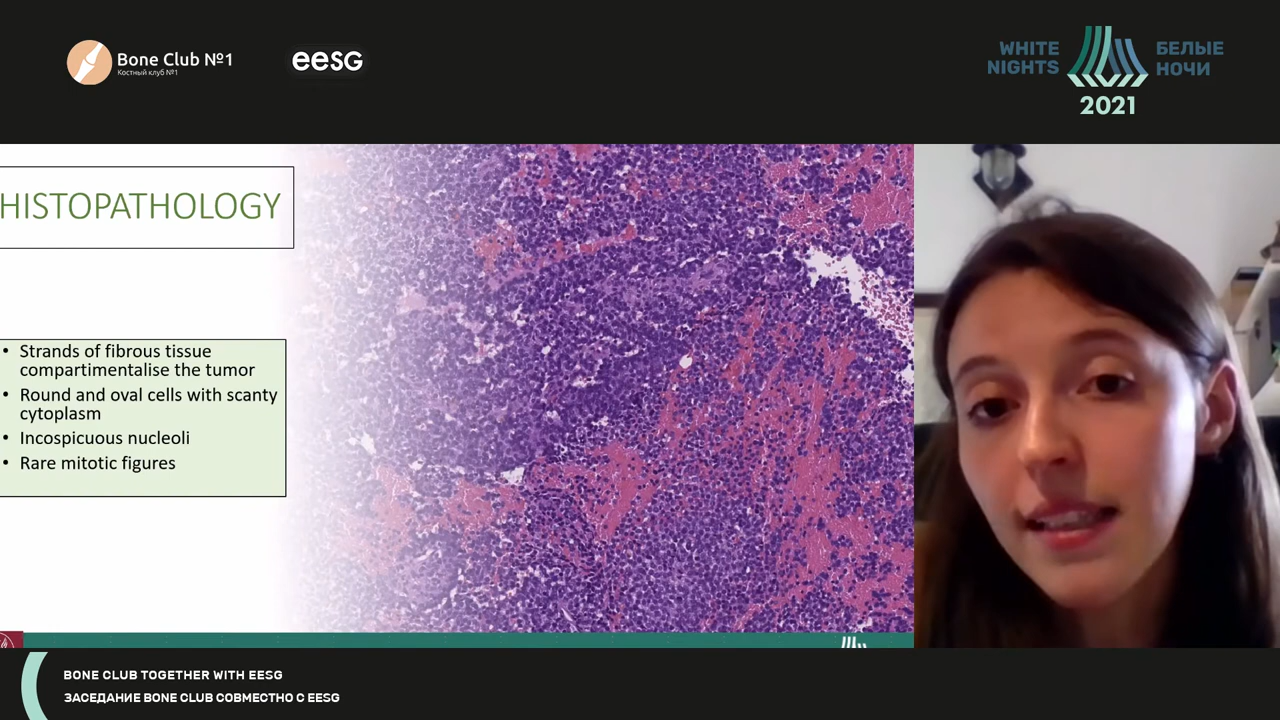 Bone Club №1
Костный клуб №1
eesg
WHITE
NIGHTS
БЕЛЫЕ
НОЧИ
2021
HISTOPATHOLOGY
• Strands of fibrous tissue
compartimentalise the tumor
• Round and oval cells with scanty
cytoplasm
• Incospicuous nucleoli
• Rare mitotic figures
BONE CLUB TOGETHER WITH EESG
ЗАСЕДАНИЕ BONE CLUB СОВМЕСТНО С EESG